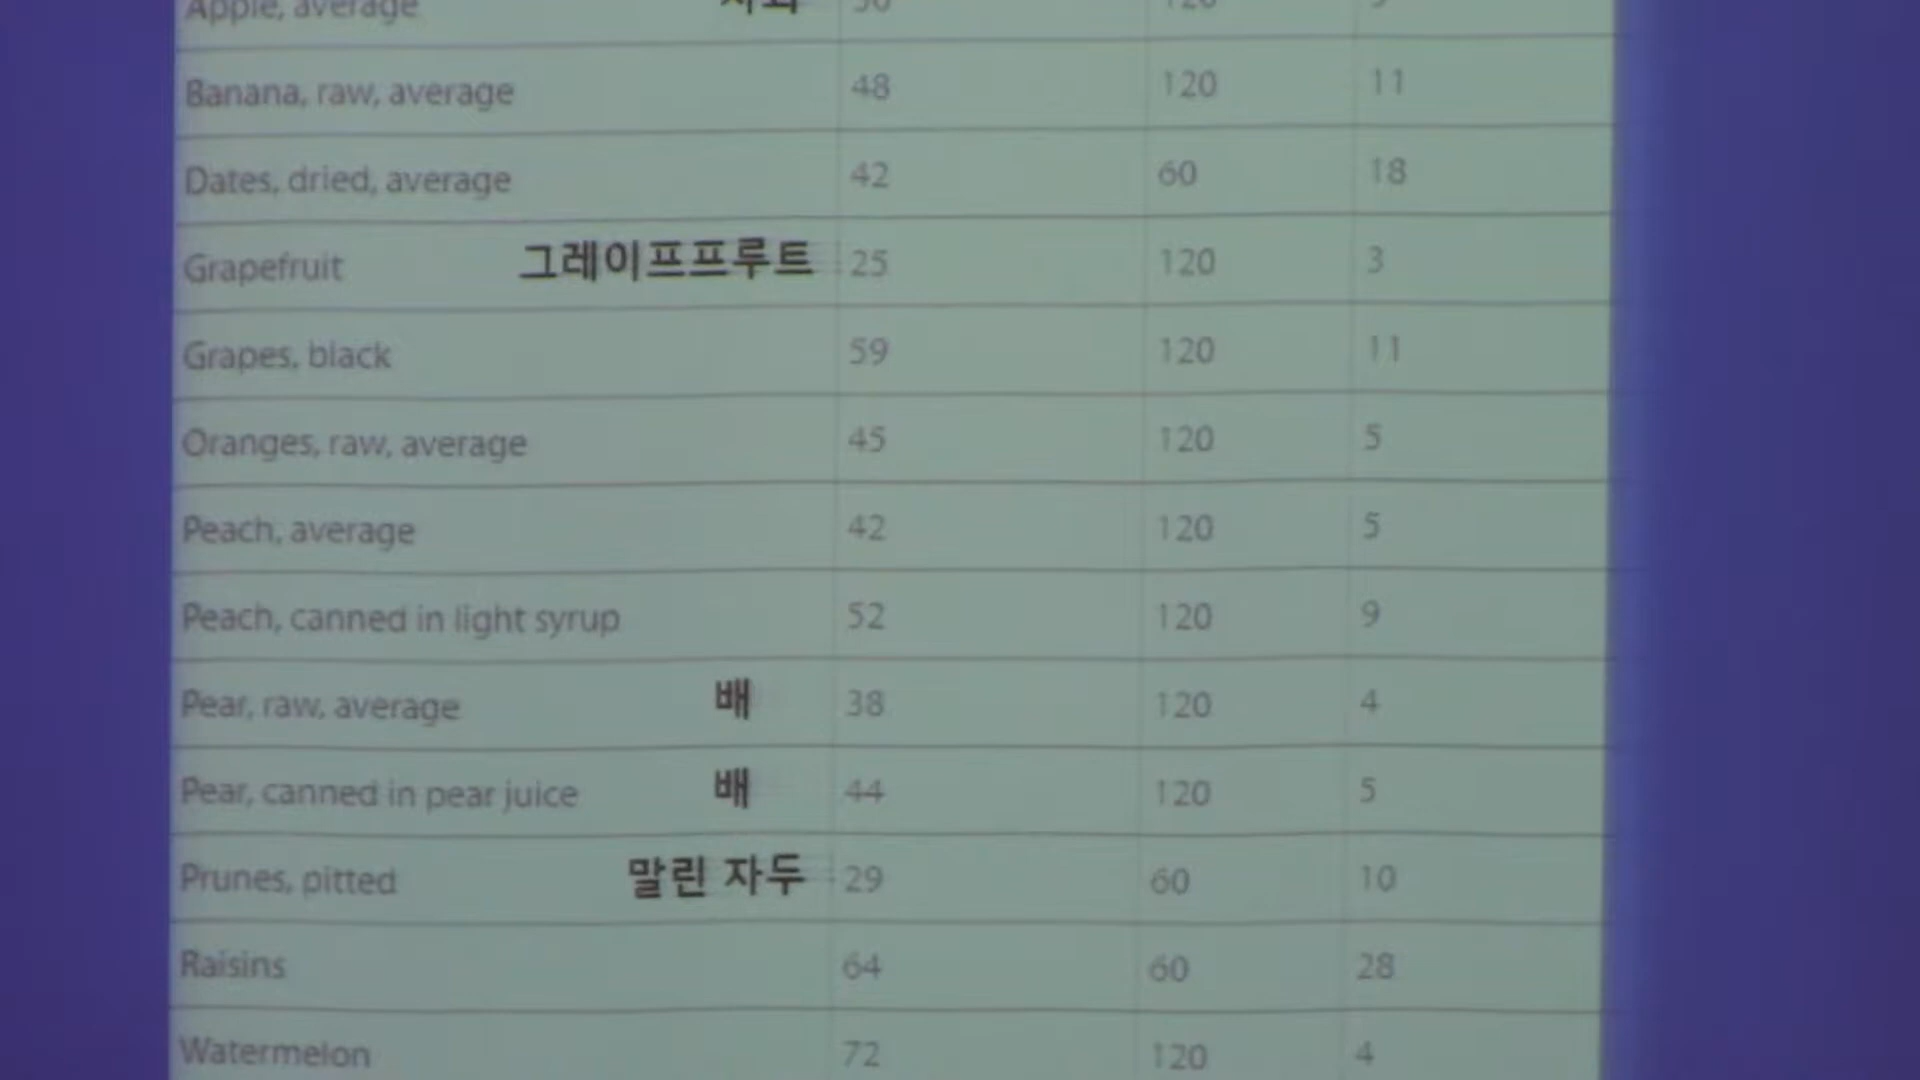 Apple, average 120
Banana, raw, average 48 120 11
Dates, dried, average 42 60 18
Grapefruit 그레이프프루트 25 120 3
Grapes, black 59 120 11
Oranges, raw, average 45 120 5
Peach, average 42 120 5
Peach, canned in light syrup 52 120 9
Pear, raw, average 배 38 120 4
Pear, canned in pear juice 배 44 120 5
Prunes, pitted 말린 자두 29 60 10
Raisins 64 60 28
Watermelon 72 120 4